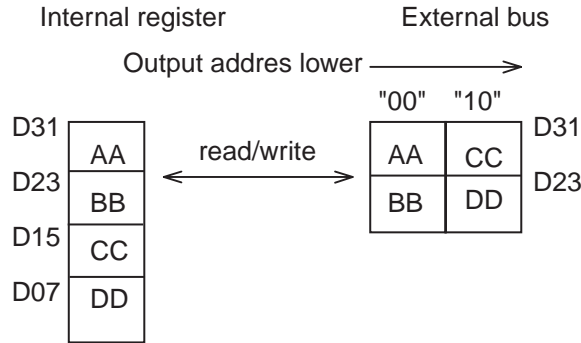 Internal register External bus
Output addres lower
"00" "10"
D31 D31
AA read/write AA CC
D23 D23
BB BB DD
D15
CC
D07
DD